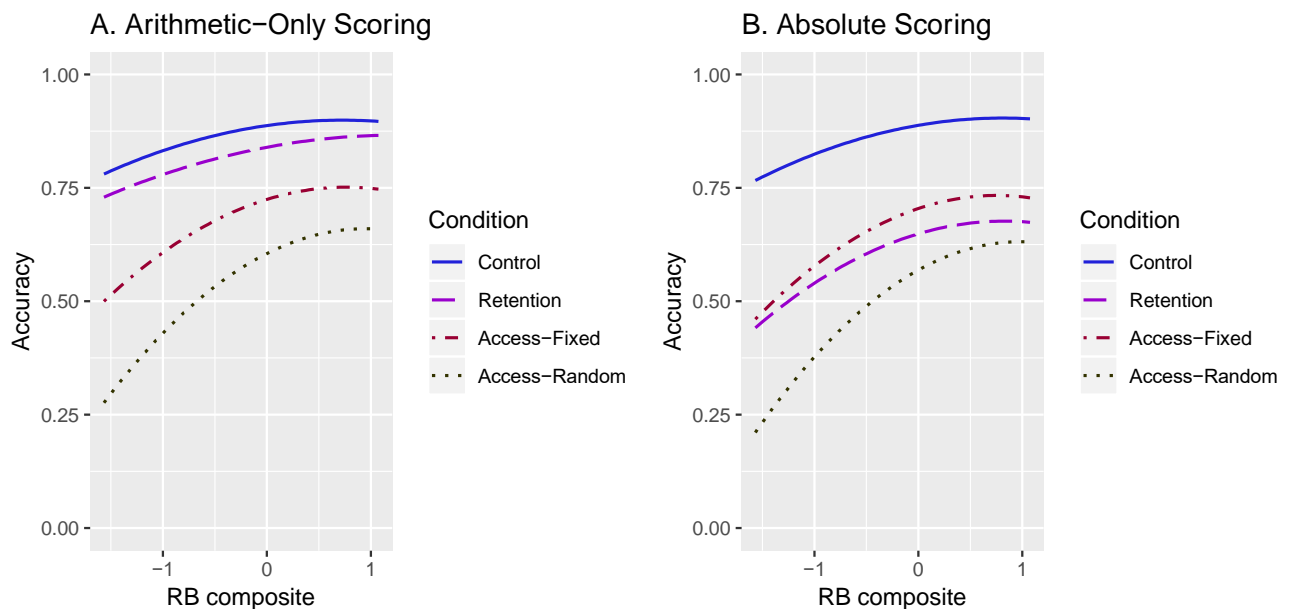 A. Arithmetic−Only Scoring
1.00
0.75
0.50
0.25
0.00
Accuracy
−1
0
1
RB composite
Condition
Control
Retention
Access−Fixed
Access−Random
B. Absolute Scoring
1.00
0.75
0.50
0.25
0.00
Accuracy
−1
0
1
RB composite
Condition
Control
Retention
Access−Fixed
Access−Random